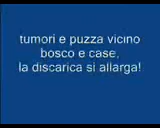 tumori e puzza vicino
bosco e case,
la discarica si allarga!